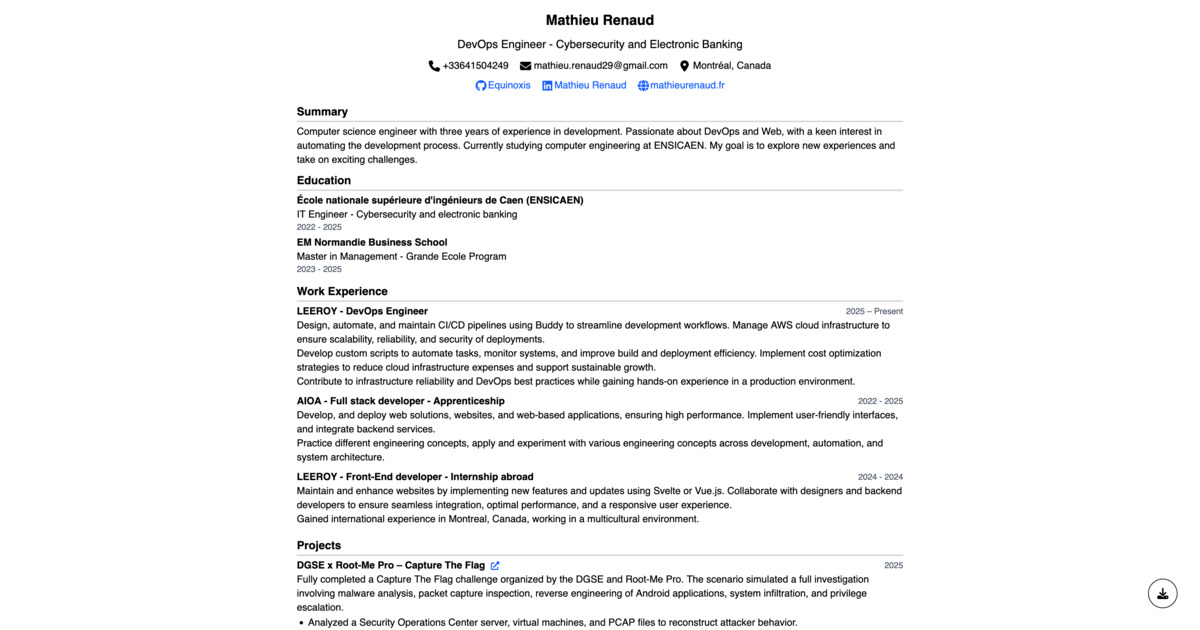 Mathieu Renaud
DevOps Engineer - Cybersecurity and Electronic Banking
+33641504249 mathieu.renaud29@gmail.com Montréal, Canada
Equinoxis Mathieu Renaud mathieurenaud.fr
Summary
Computer science engineer with three years of experience in development. Passionate about DevOps and Web, with a keen interest in
automating the development process. Currently studying computer engineering at ENSICAEN. My goal is to explore new experiences and
take on exciting challenges.
Education
École nationale supérieure d'ingénieurs de Caen (ENSICAEN)
IT Engineer - Cybersecurity and electronic banking
2022 - 2025
EM Normandie Business School
Master in Management - Grande Ecole Program
2023 - 2025
Work Experience
LEEROY - DevOps Engineer 2025 – Present
Design, automate, and maintain CI/CD pipelines using Buddy to streamline development workflows. Manage AWS cloud infrastructure to
ensure scalability, reliability, and security of deployments.
Develop custom scripts to automate tasks, monitor systems, and improve build and deployment efficiency. Implement cost optimization
strategies to reduce cloud infrastructure expenses and support sustainable growth.
Contribute to infrastructure reliability and DevOps best practices while gaining hands-on experience in a production environment.
AIOA - Full stack developer - Apprenticeship 2022 - 2025
Develop, and deploy web solutions, websites, and web-based applications, ensuring high performance. Implement user-friendly interfaces,
and integrate backend services.
Practice different engineering concepts, apply and experiment with various engineering concepts across development, automation, and
system architecture.
LEEROY - Front-End developer - Internship abroad 2024 - 2024
Maintain and enhance websites by implementing new features and updates using Svelte or Vue.js. Collaborate with designers and backend
developers to ensure seamless integration, optimal performance, and a responsive user experience.
Gained international experience in Montreal, Canada, working in a multicultural environment.
Projects
DGSE x Root-Me Pro – Capture The Flag 2025
Fully completed a Capture The Flag challenge organized by the DGSE and Root-Me Pro. The scenario simulated a full investigation
involving malware analysis, packet capture inspection, reverse engineering of Android applications, system infiltration, and privilege
escalation.
• Analyzed a Security Operations Center server, virtual machines, and PCAP files to reconstruct attacker behavior.